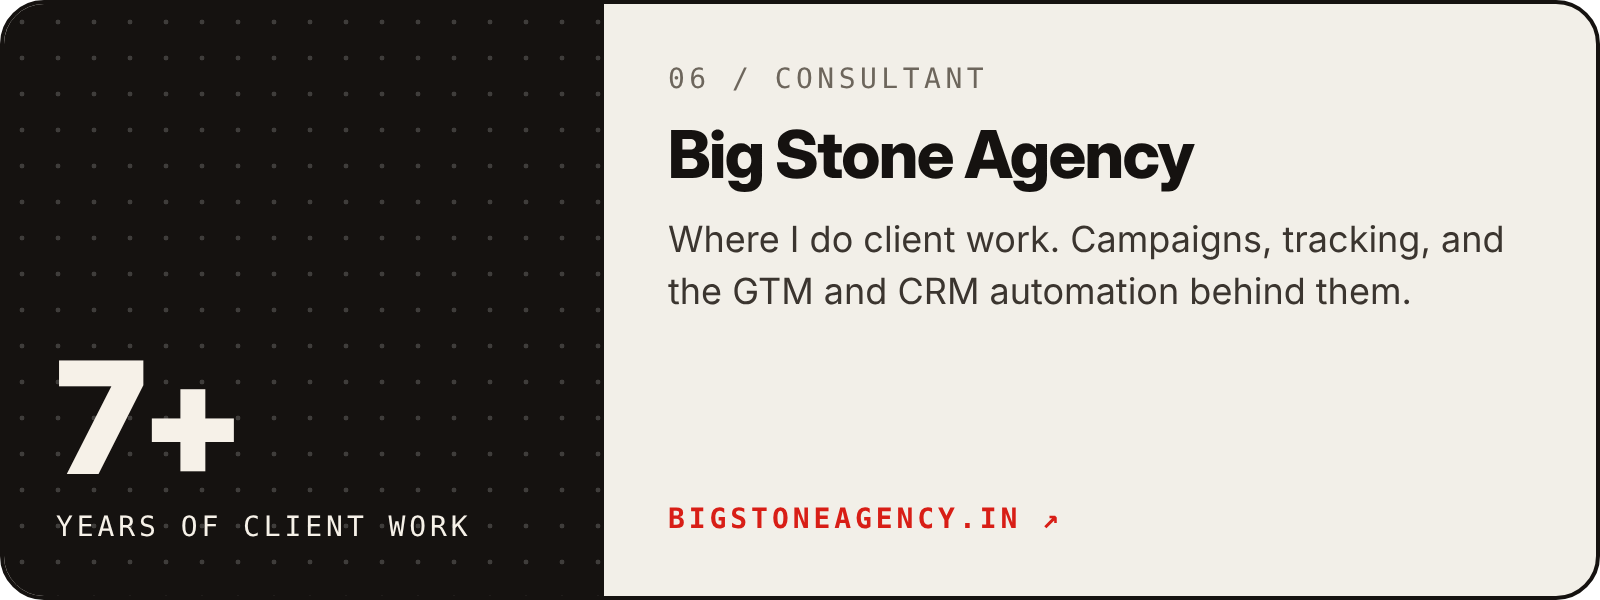 7+
YEARS OF CLIENT WORK
06 / CONSULTANT
Big Stone Agency
Where I do client work. Campaigns, tracking, and
the GTM and CRM automation behind them.
BIGSTONEAGENCY.IN ↗